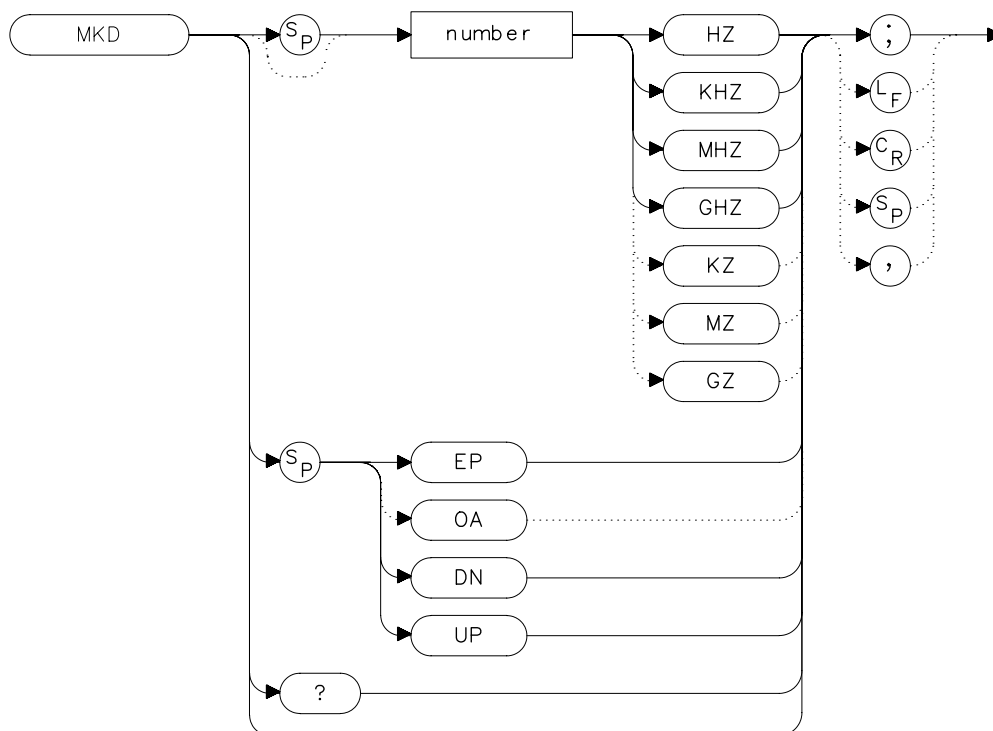 MKD SP number HZ ;
KHZ LF
MHZ CR
GHZ SP
KZ ,
MZ
GZ
SP EP
OA
DN
UP
?